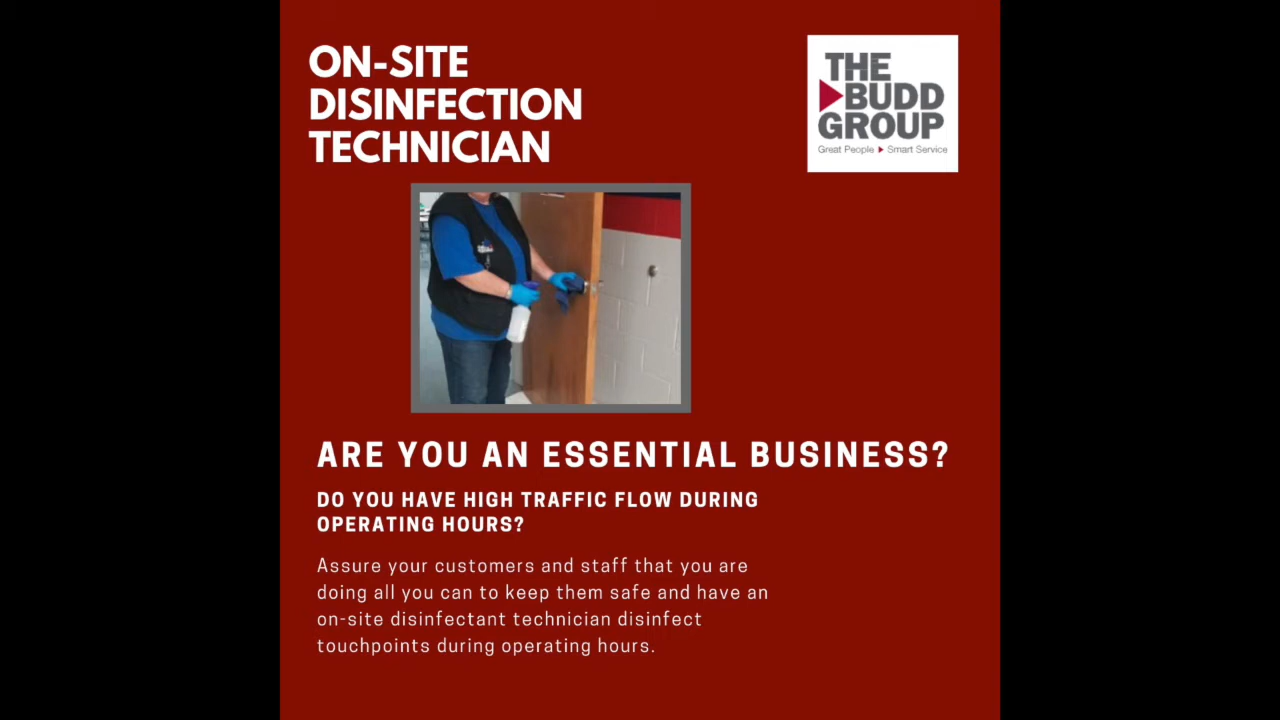 ON-SITE
DISINFECTION
TECHNICIAN
THE
BUDD
GROUP
Great People Smart Service
ARE YOU AN ESSENTIAL BUSINESS?
DO YOU HAVE HIGH TRAFFIC FLOW DURING
OPERATING HOURS?
Assure your customers and staff that you are
doing all you can to keep them safe and have an
on-site disinfectant technician disinfect
touchpoints during operating hours.